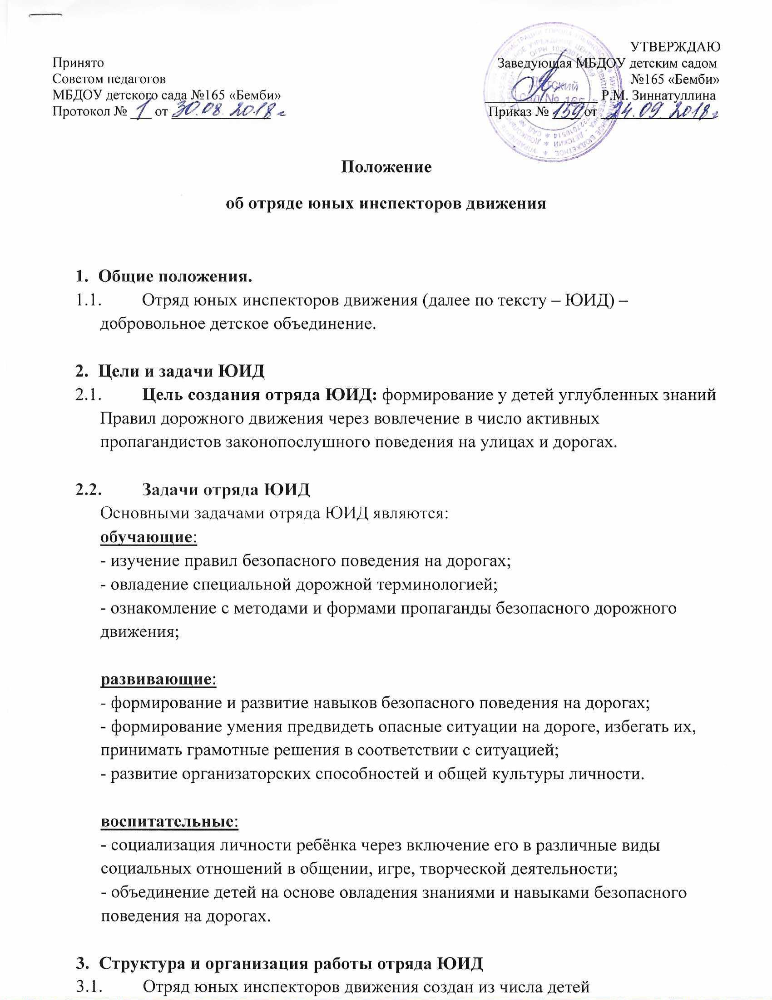 Принято
Советом педагогов
МБДОУ детского сада №165 «Бемби»
Протокол № 1 от 30.08.2018 г
УТВЕРЖДАЮ
Заведующая МБДОУ детским садом
№165 «Бемби»
Р.М. Зиннатуллина
Приказ № 159 от 24.09 2018г
Детский
сад № 165
Положение
об отряде юных инспекторов движения
1. Общие положения.
1.1. Отряд юных инспекторов движения (далее по тексту – ЮИД) –
добровольное детское объединение.
2. Цели и задачи ЮИД
2.1. Цель создания отряда ЮИД: формирование у детей углубленных знаний
Правил дорожного движения через вовлечение в число активных
пропагандистов законопослушного поведения на улицах и дорогах.
2.2. Задачи отряда ЮИД
Основными задачами отряда ЮИД являются:
обучающие:
- изучение правил безопасного поведения на дорогах;
- овладение специальной дорожной терминологией;
- ознакомление с методами и формами пропаганды безопасного дорожного
движения;
развивающие:
- формирование и развитие навыков безопасного поведения на дорогах;
- формирование умения предвидеть опасные ситуации на дороге, избегать их,
принимать грамотные решения в соответствии с ситуацией;
- развитие организаторских способностей и общей культуры личности.
воспитательные:
- социализация личности ребёнка через включение его в различные виды
социальных отношений в общении, игре, творческой деятельности;
- объединение детей на основе овладения знаниями и навыками безопасного
поведения на дорогах.
3. Структура и организация работы отряда ЮИД
3.1. Отряд юных инспекторов движения создан из числа детей